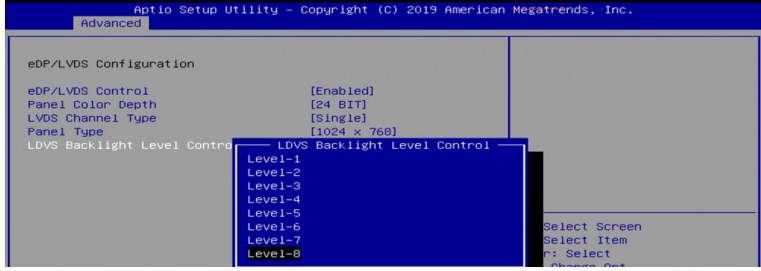 Aptio Setup Utility – Copyright (C) 2019 American Megatrends, Inc.
Advanced
eDP/LVDS Configuration
eDP/LVDS Control [Enabled]
Panel Color Depth [24 BIT]
LVDS Channel Type [Single]
Panel Type [1024 x 768]
LDVS Backlight Level Contro
LDVS Backlight Level Control
Level-1
Level-2
Level-3
Level-4
Level-5
Level-6
Level-7
Level-8
Select Screen
Select Item
r: Select
Change Opt